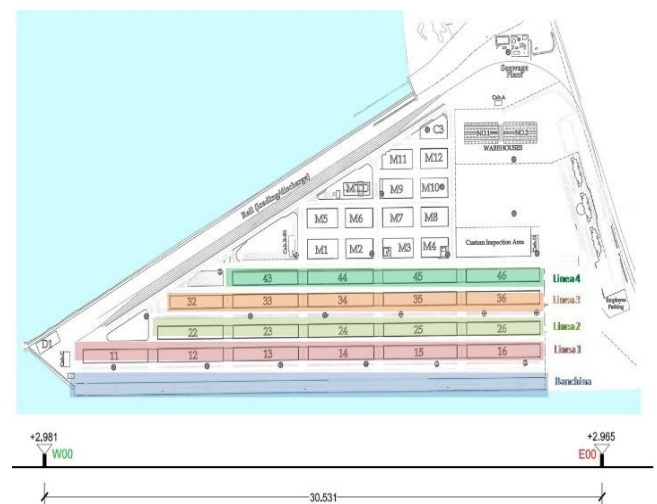 Sewage
Plant
Cab.A
C3
NO.1 NO.2
WAREHOUSES
M11 M12
M9 M10
Rail (loading/discharge)
M5 M6 M7 M8
M1 M2 M3 M4
Custom Inspection Area
43 44 45 46 Linea4
32 33 34 35 36 Linea3
Employee
Parking
22 23 24 25 26 Linea2
D1
11 12 13 14 15 16 Linea1
Banchina
+2.981 +2.965
W00 E00
30.531